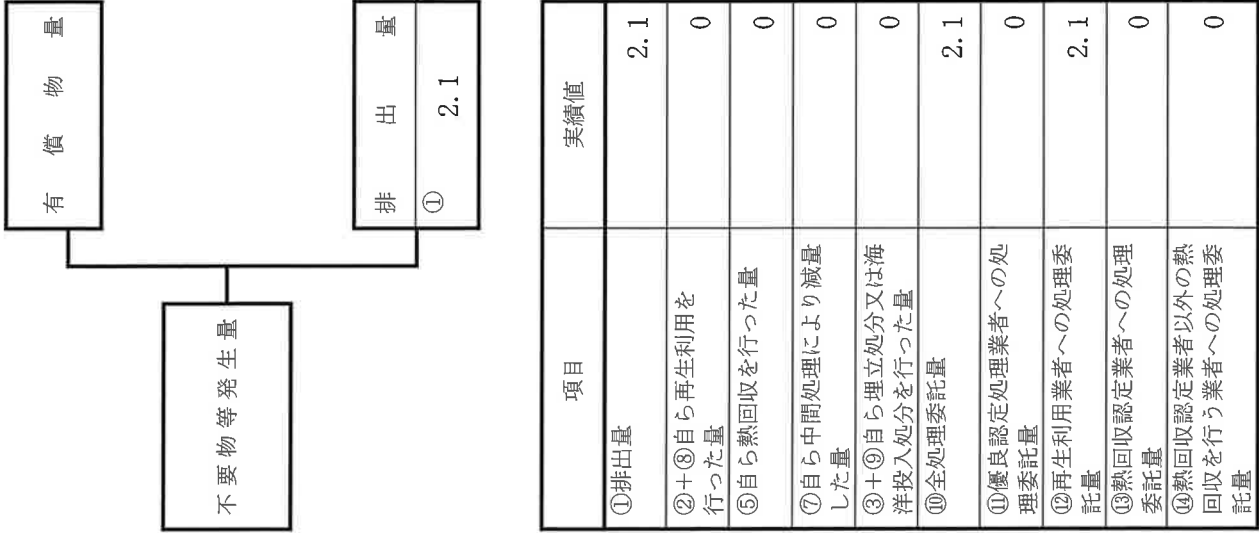 有償物量
不要物等発生量
排出量
① 2.1
項目 実績値
①排出量 2.1
②+⑧自ら再生利用を
行った量 0
⑤自ら熱回収を行った量 0
⑦自ら中間処理により減量
した量 0
③+⑨自ら埋立処分又は海
洋投入処分を行った量 0
⑩全処理委託量 2.1
⑪優良認定処理業者への処
理委託量 0
⑫再生利用業者への処理委
託量 2.1
⑬熱回収認定業者への処理
委託量 0
⑭熱回収認定業者以外の熱
回収を行う業者への処理委
託量 0